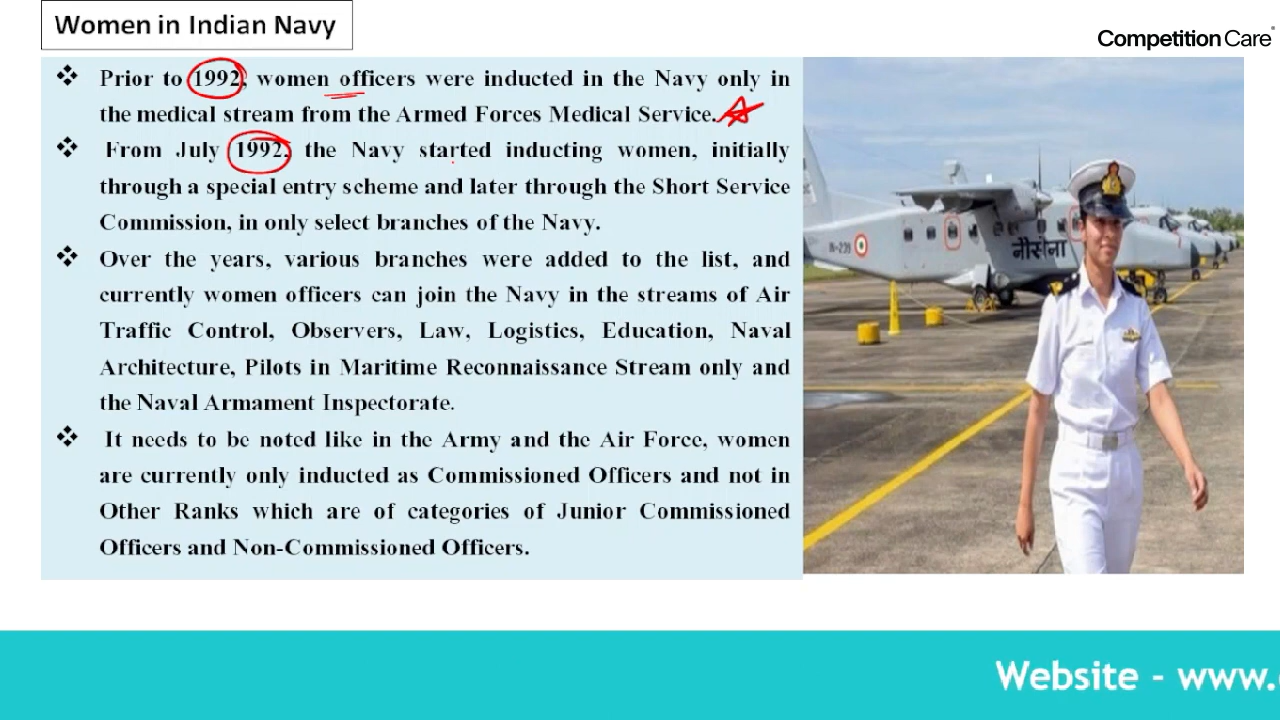 Women in Indian Navy
CompetitionCare
❖ Prior to 1992, women officers were inducted in the Navy only in
the medical stream from the Armed Forces Medical Service.
❖ From July 1992, the Navy started inducting women, initially
through a special entry scheme and later through the Short Service
Commission, in only select branches of the Navy.
❖ Over the years, various branches were added to the list, and
currently women officers can join the Navy in the streams of Air
Traffic Control, Observers, Law, Logistics, Education, Naval
Architecture, Pilots in Maritime Reconnaissance Stream only and
the Naval Armament Inspectorate.
❖ It needs to be noted like in the Army and the Air Force, women
are currently only inducted as Commissioned Officers and not in
Other Ranks which are of categories of Junior Commissioned
Officers and Non-Commissioned Officers.
नौसेना
Website - www.